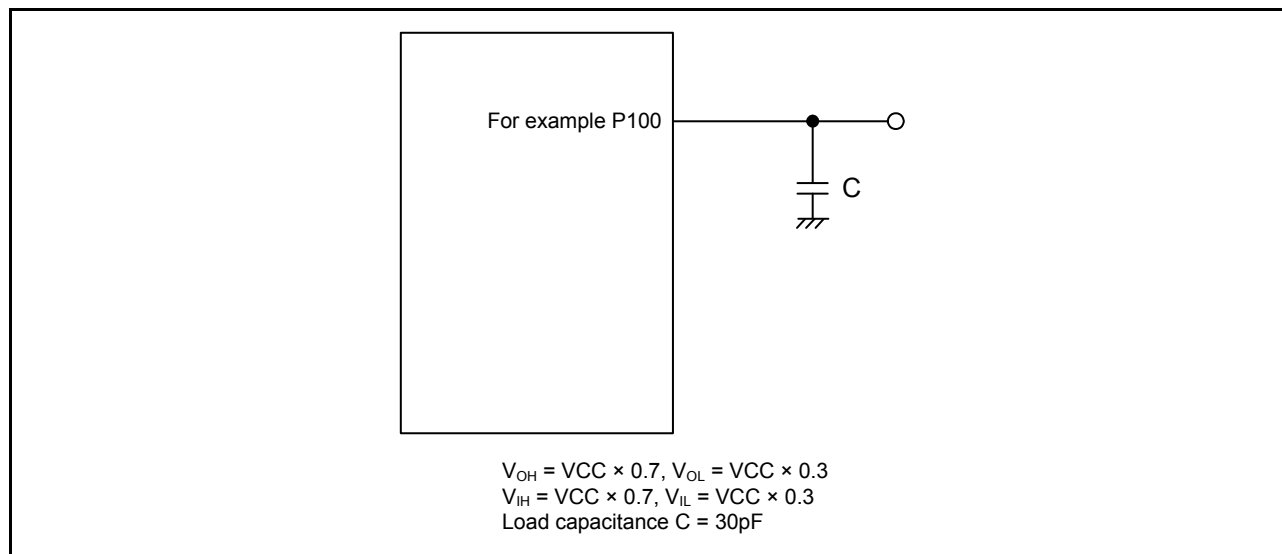 For example P100
C
V_OH = VCC × 0.7, V_OL = VCC × 0.3
V_IH = VCC × 0.7, V_IL = VCC × 0.3
Load capacitance C = 30pF